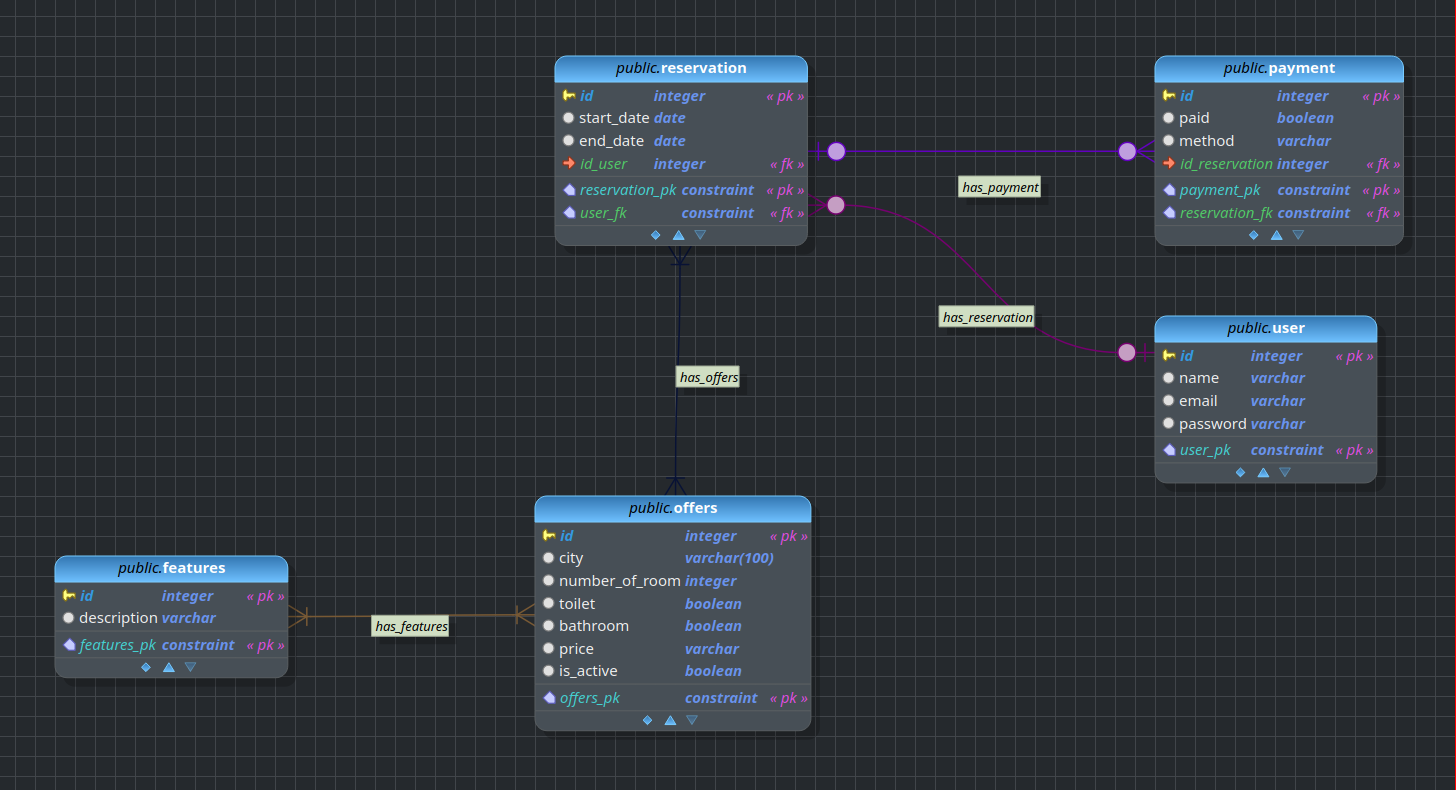 public.reservation
id integer « pk »
start_date date
end_date date
id_user integer « fk »
reservation_pk constraint « pk »
user_fk constraint « fk »
public.payment
id integer « pk »
paid boolean
method varchar
id_reservation integer « fk »
payment_pk constraint « pk »
reservation_fk constraint « fk »
has_payment
has_reservation
public.user
id integer « pk »
name varchar
email varchar
password varchar
user_pk constraint « pk »
has_offers
public.offers
id integer « pk »
city varchar(100)
number_of_room integer
toilet boolean
bathroom boolean
price varchar
is_active boolean
offers_pk constraint « pk »
public.features
id integer « pk »
description varchar
features_pk constraint « pk »
has_features